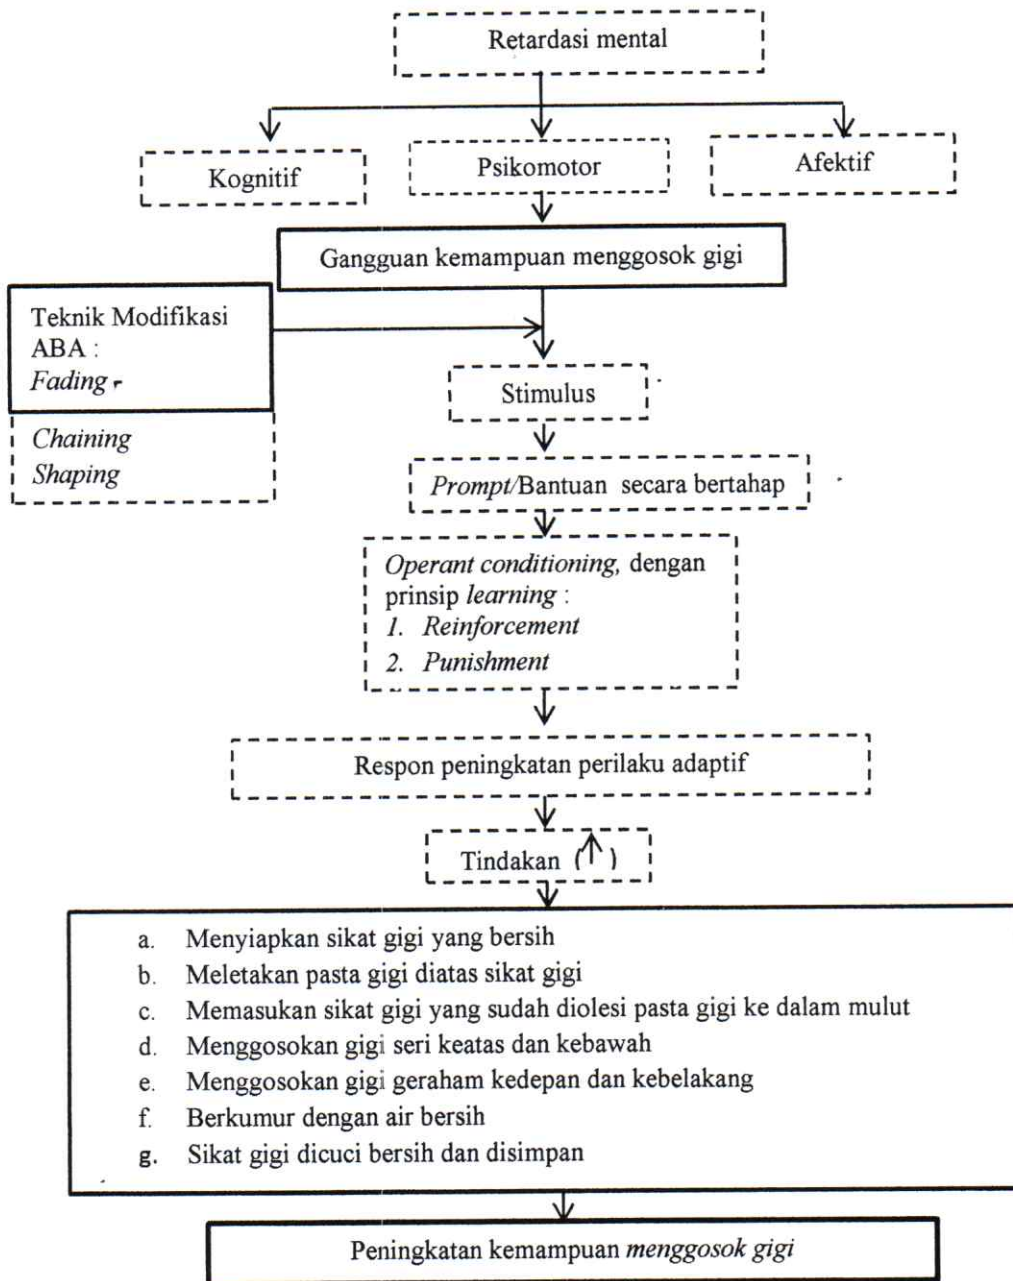 Retardasi mental
Kognitif
Psikomotor
Afektif
Gangguan kemampuan menggosok gigi
Teknik Modifikasi
ABA :
Fading
Chaining
Shaping
Stimulus
Prompt/Bantuan secara bertahap
Operant conditioning, dengan
prinsip learning :
1. Reinforcement
2. Punishment
Respon peningkatan perilaku adaptif
Tindakan (↑)
a. Menyiapkan sikat gigi yang bersih
b. Meletakan pasta gigi diatas sikat gigi
c. Memasukan sikat gigi yang sudah diolesi pasta gigi ke dalam mulut
d. Menggosokan gigi seri keatas dan kebawah
e. Menggosokan gigi geraham kedepan dan kebelakang
f. Berkumur dengan air bersih
g. Sikat gigi dicuci bersih dan disimpan
Peningkatan kemampuan menggosok gigi